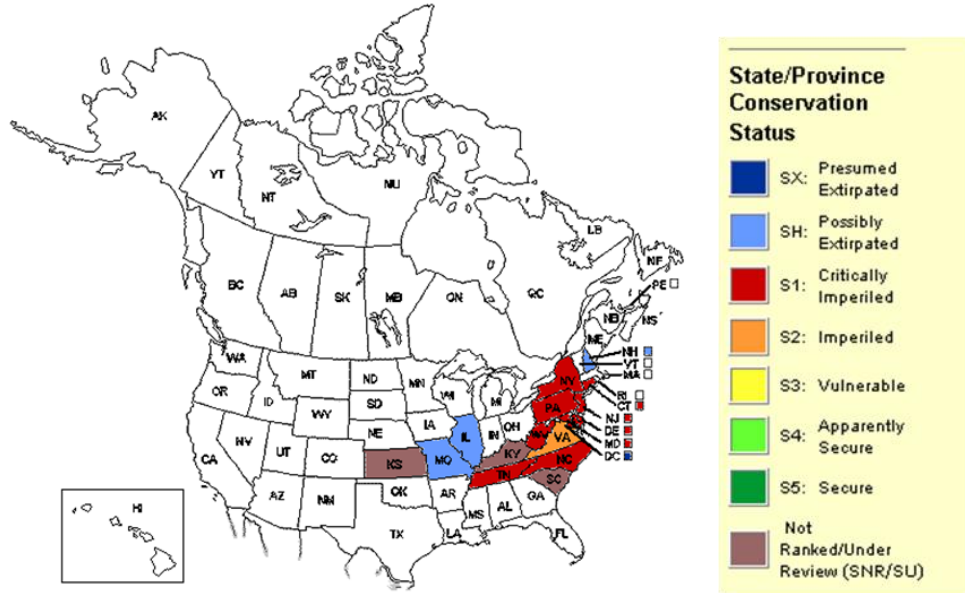 AK
YT
NT
NU
BC
AB
SK
MB
ON
QC
LB
NF
PE
NB
NS
ME
NH
VT
MA
RI
CT
NJ
DE
MD
DC
WA
MT
ND
MN
OR
ID
WY
SD
WI
MI
NY
PA
NV
UT
CO
NE
IA
IL
IN
OH
WV
VA
CA
AZ
NM
KS
MO
KY
NC
TN
SC
OK
AR
TX
LA
MS
AL
GA
FL
HI
State/Province
Conservation
Status
SX: Presumed
Extirpated
SH: Possibly
Extirpated
S1: Critically
Imperiled
S2: Imperiled
S3: Vulnerable
S4: Apparently
Secure
S5: Secure
Not
Ranked/Under
Review (SNR/SU)